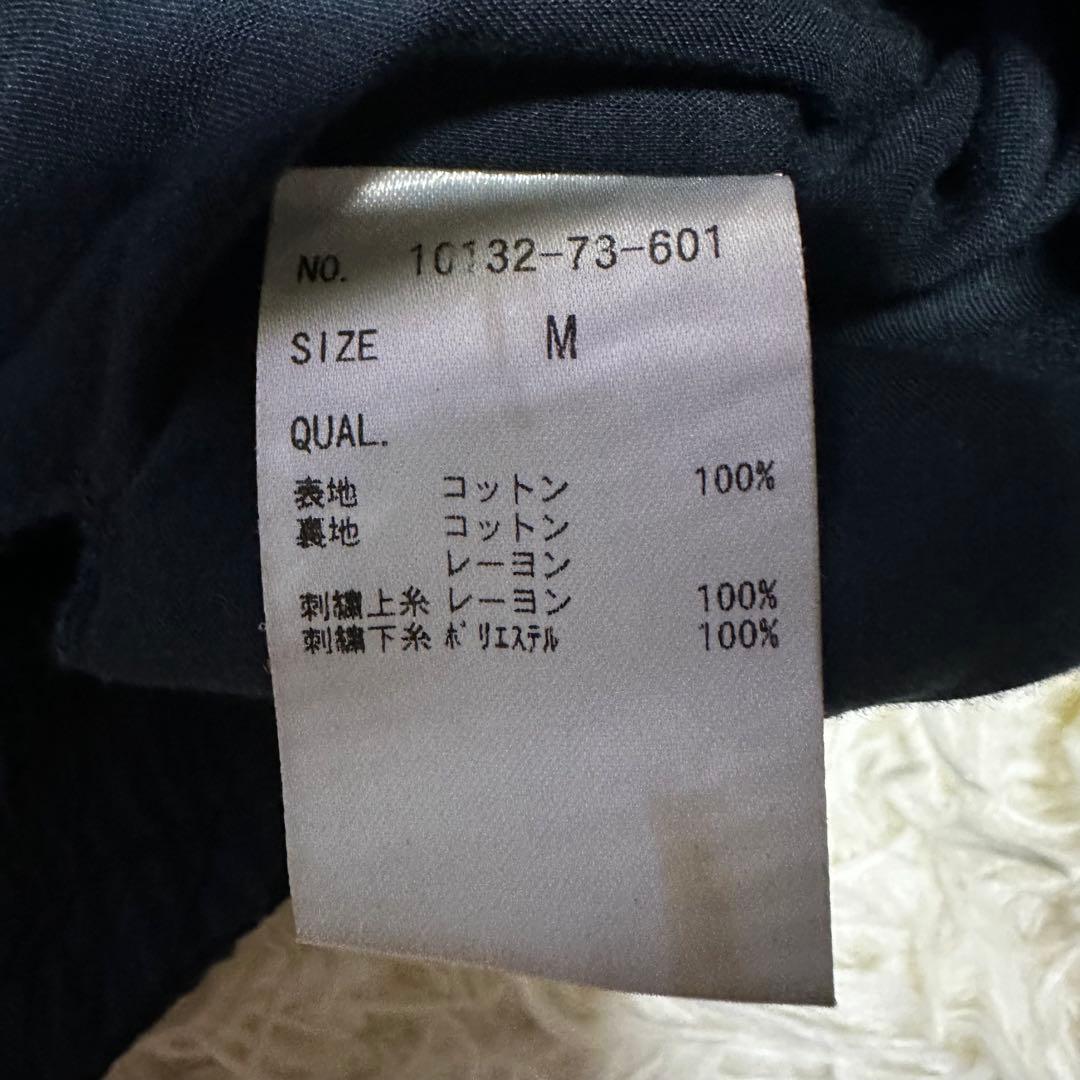 NO. 10132-73-601
SIZE M
QUAL.
表地 コットン 100%
裏地 コットン
レーヨン
刺繍上糸 レーヨン 100%
刺繍下糸 ポリエステル 100%